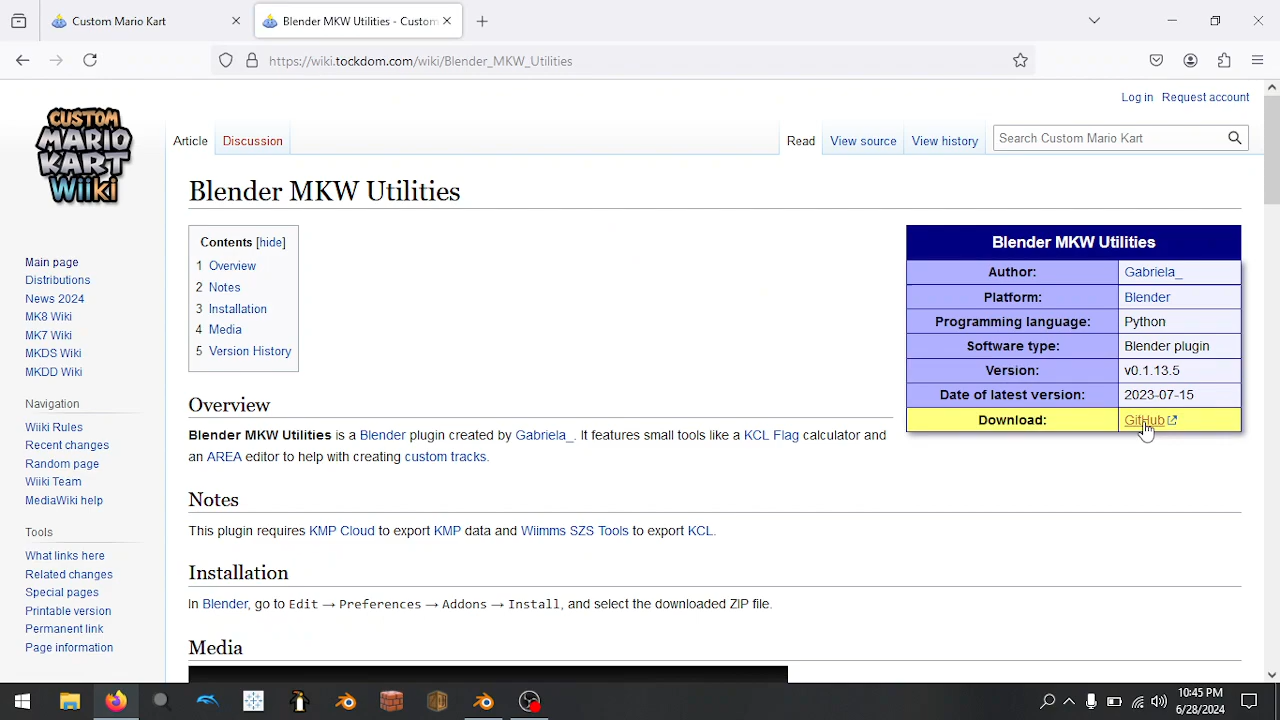 Custom Mario Kart
Blender MKW Utilities - Custom
https://wiki.tockdom.com/wiki/Blender_MKW_Utilities
CUSTOM
MARIO
KART
Wiiki
Log in Request account
Article Discussion Read View source View history Search Custom Mario Kart
Blender MKW Utilities
Contents [hide]
1 Overview
2 Notes
3 Installation
4 Media
5 Version History
Blender MKW Utilities
Author: Gabriela_
Platform: Blender
Programming language: Python
Software type: Blender plugin
Version: v0.1.13.5
Date of latest version: 2023-07-15
Download: GitHub
Main page
Distributions
News 2024
MK8 Wiki
MK7 Wiki
MKDS Wiki
MKDD Wiki
Navigation
Wiiki Rules
Recent changes
Random page
Wiiki Team
MediaWiki help
Tools
What links here
Related changes
Special pages
Printable version
Permanent link
Page information
Overview
Blender MKW Utilities is a Blender plugin created by Gabriela_. It features small tools like a KCL Flag calculator and
an AREA editor to help with creating custom tracks.
Notes
This plugin requires KMP Cloud to export KMP data and Wiimms SZS Tools to export KCL.
Installation
In Blender, go to Edit → Preferences → Addons → Install, and select the downloaded ZIP file.
Media
10:45 PM
6/28/2024